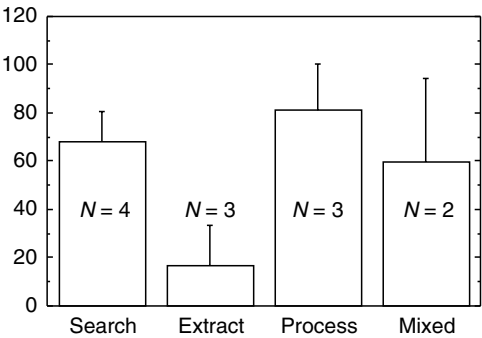 120
100
80
60
40
20
0
N = 4
N = 3
N = 3
N = 2
Search Extract Process Mixed